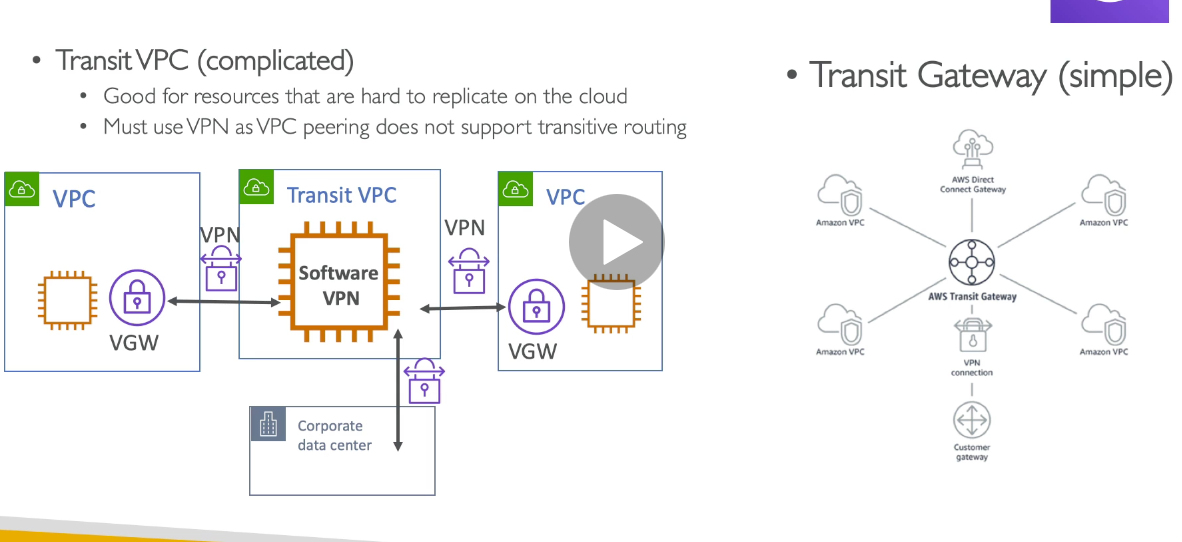 • Transit VPC (complicated)
• Good for resources that are hard to replicate on the cloud
• Must use VPN as VPC peering does not support transitive routing
VPC
VPN
Transit VPC
Software
VPN
VPN
VPC
VGW
VGW
Corporate
data center
• Transit Gateway (simple)
AWS Direct
Connect Gateway
Amazon VPC
Amazon VPC
AWS Transit Gateway
Amazon VPC
Amazon VPC
VPN
connection
Customer
gateway